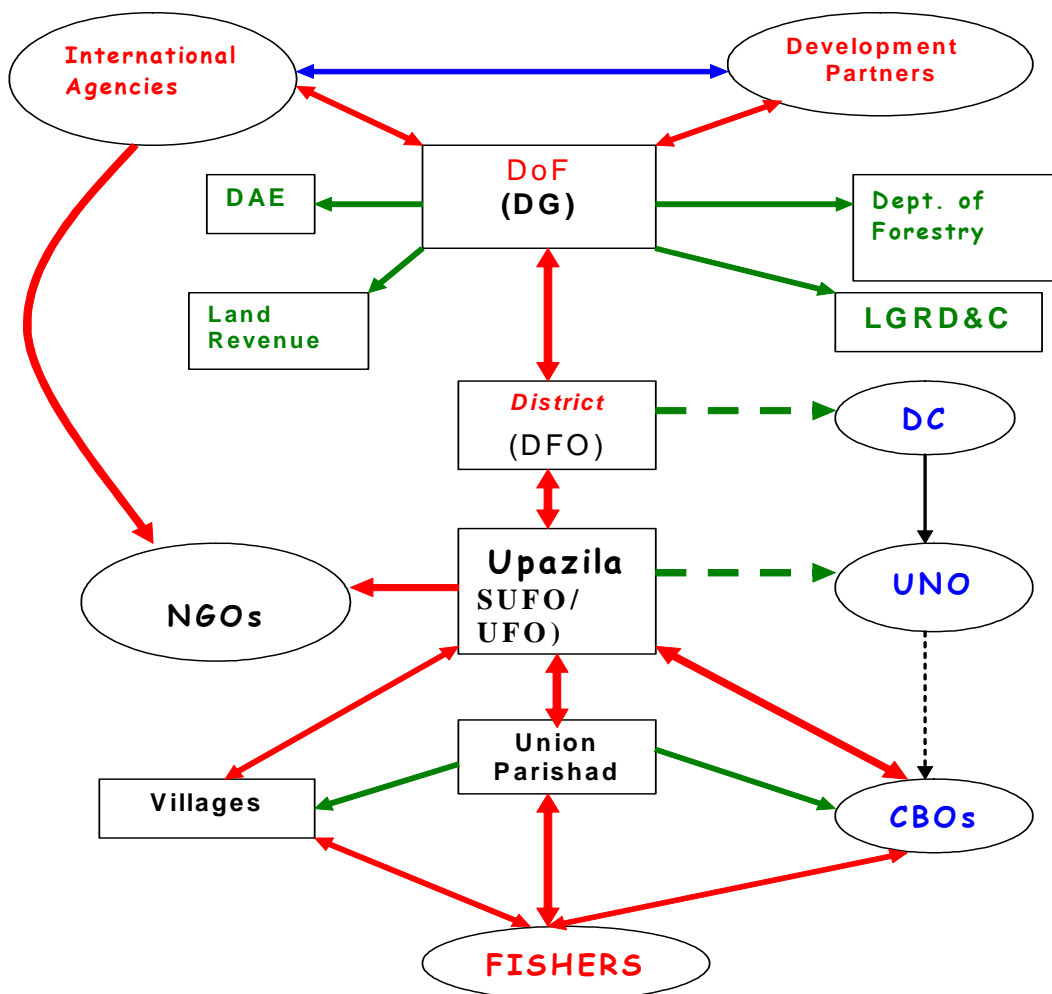 International
Agencies
Development
Partners
DoF
(DG)
DAE
Dept. of
Forestry
Land
Revenue
LGRD&C
District
(DFO)
DC
Upazila
SUFO/
UFO)
UNO
NGOs
Union
Parishad
Villages
CBOs
FISHERS